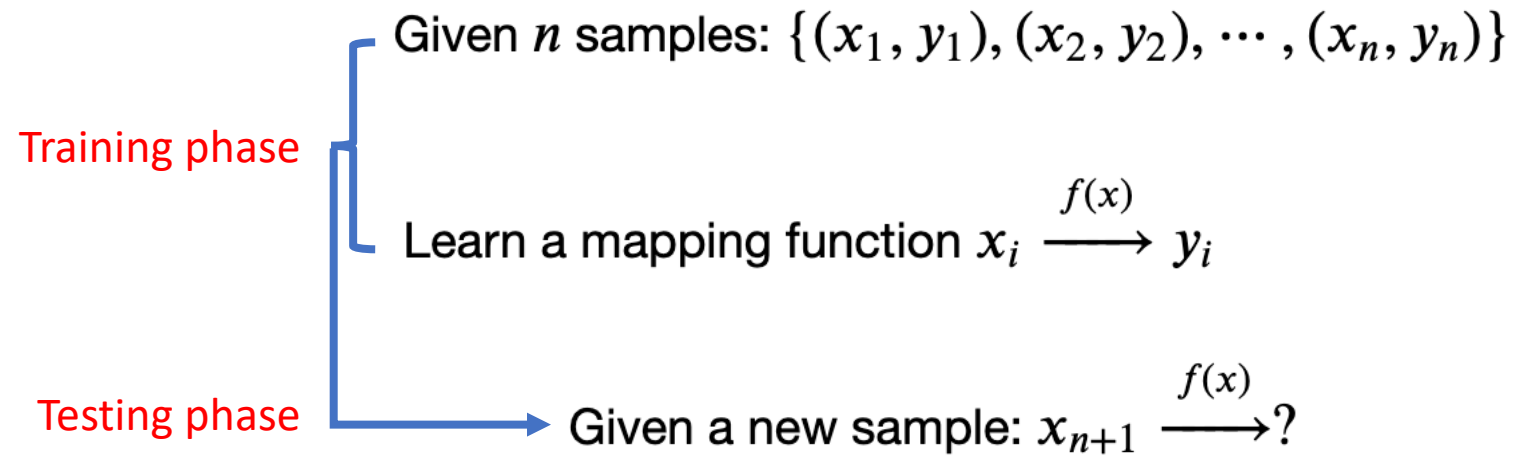 Given n samples: {(x₁, y₁), (x₂, y₂), ⋯ , (xₙ, yₙ)}
Training phase
f(x)
Learn a mapping function xᵢ ⟶ yᵢ
f(x)
Testing phase
Given a new sample: xₙ₊₁ ⟶?